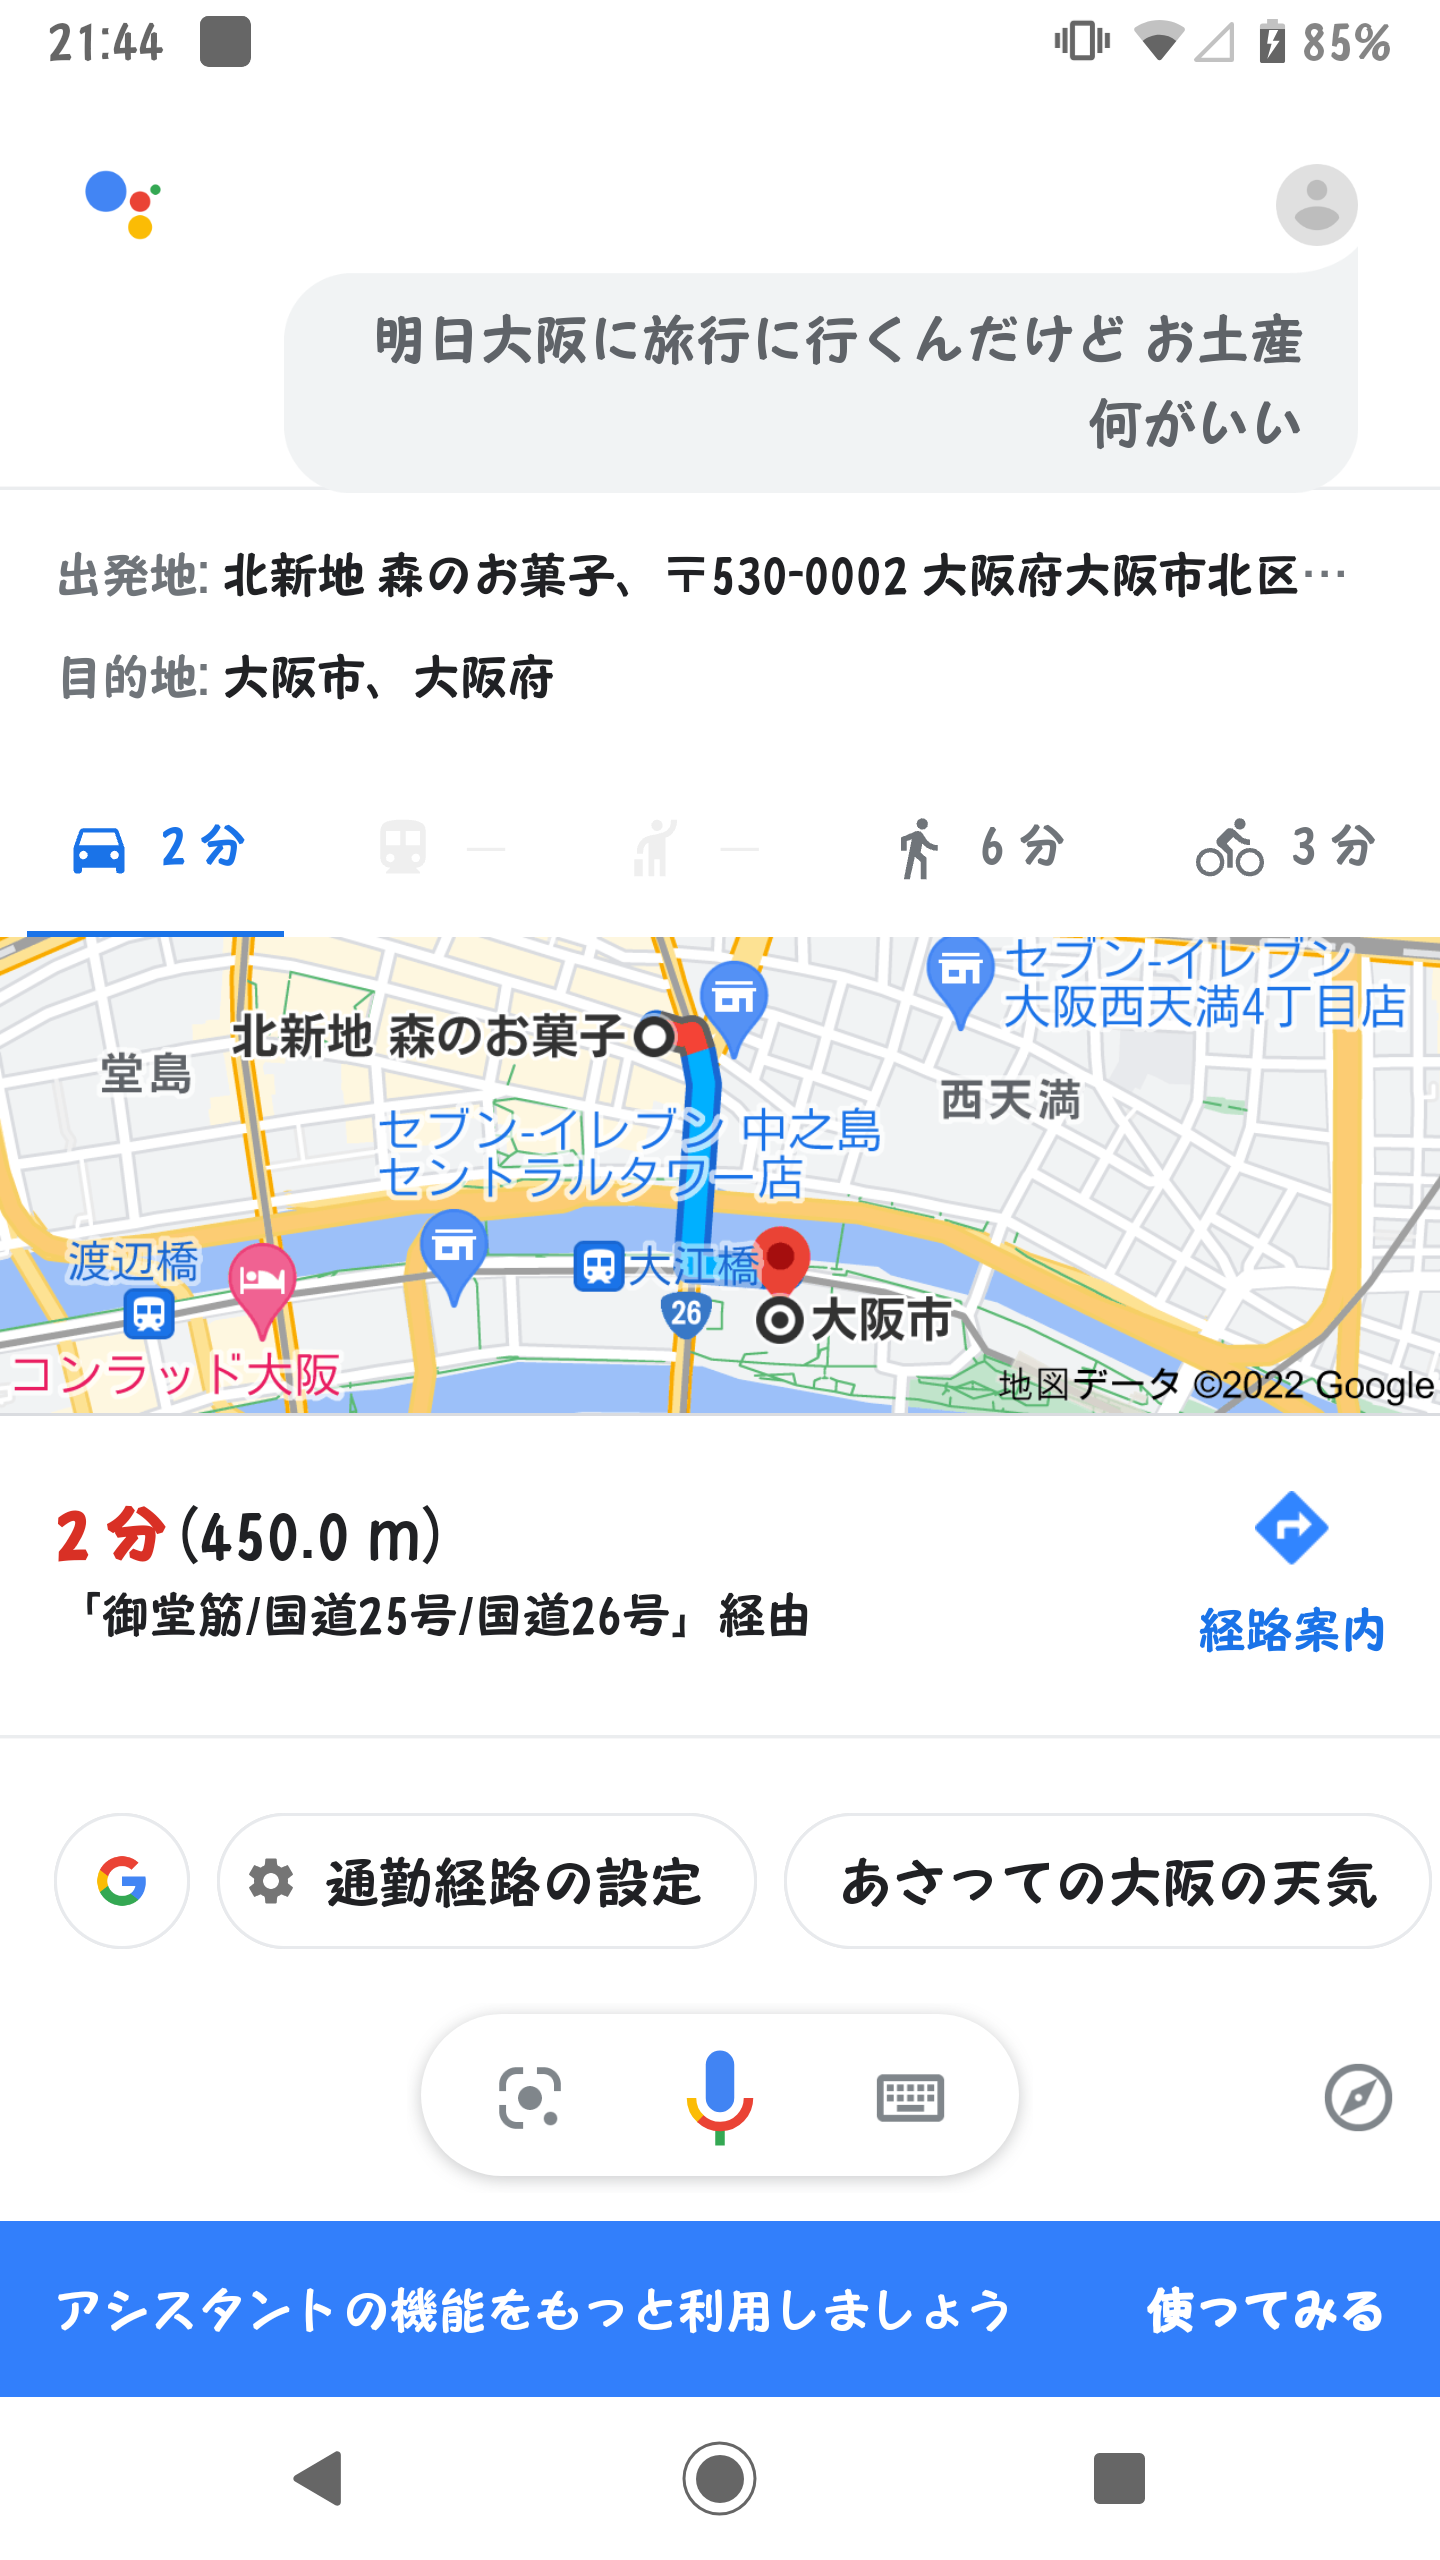 21:44
85%
明日大阪に旅行に行くんだけど お土産
何がいい
出発地: 北新地 森のお菓子、〒530-0002 大阪府大阪市北区…
目的地: 大阪市、大阪府
2 分 — — 6 分 3 分
セブン-イレブン
大阪西天満4丁目店
北新地 森のお菓子
堂島
西天満
セブン-イレブン 中之島
セントラルタワー店
渡辺橋
大江橋
26
大阪市
コンラッド大阪
地図データ ©2022 Google
2 分 (450.0 m)
「御堂筋/国道25号/国道26号」経由
経路案内
通勤経路の設定
あさっての大阪の天気
アシスタントの機能をもっと利用しましょう 使ってみる